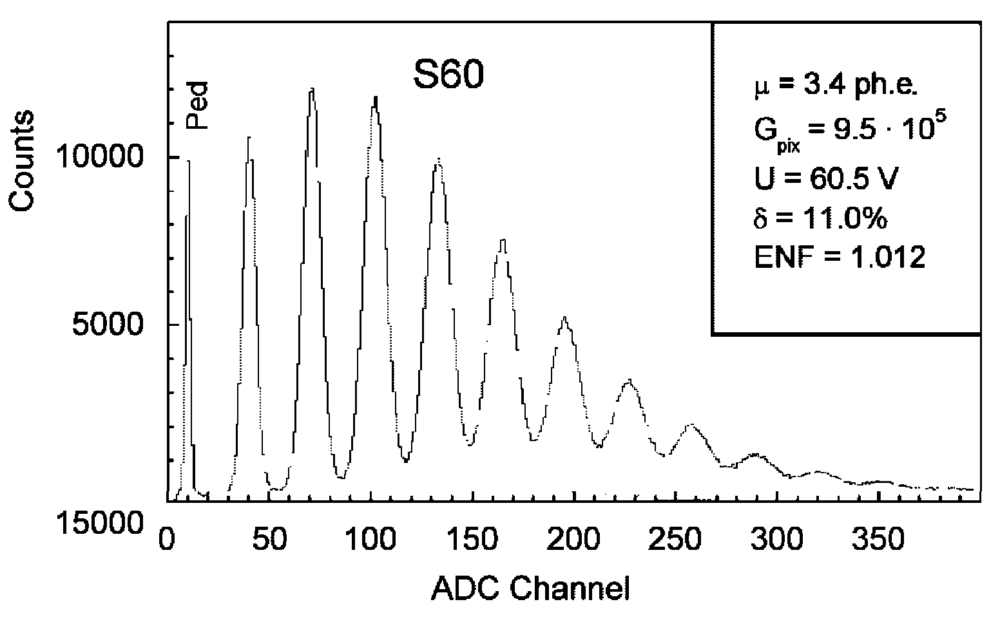 S60
Ped
μ = 3.4 ph.e.
G_pix = 9.5 · 10^5
U = 60.5 V
δ = 11.0%
ENF = 1.012
Counts
10000
5000
15000
0 50 100 150 200 250 300 350
ADC Channel